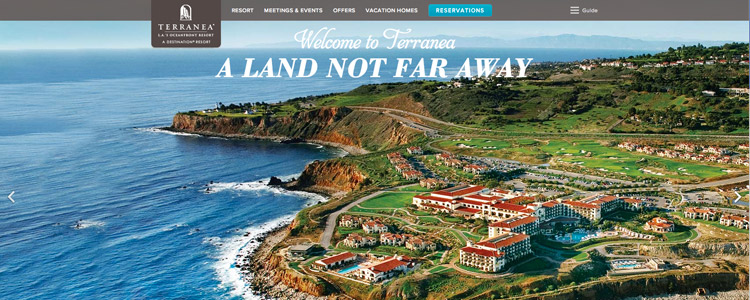 TERRANEA®
L.A.'S OCEANFRONT RESORT
A DESTINATION® RESORT
RESORT
MEETINGS & EVENTS
OFFERS
VACATION HOMES
RESERVATIONS
Guide
Welcome to Terranea
A LAND NOT FAR AWAY